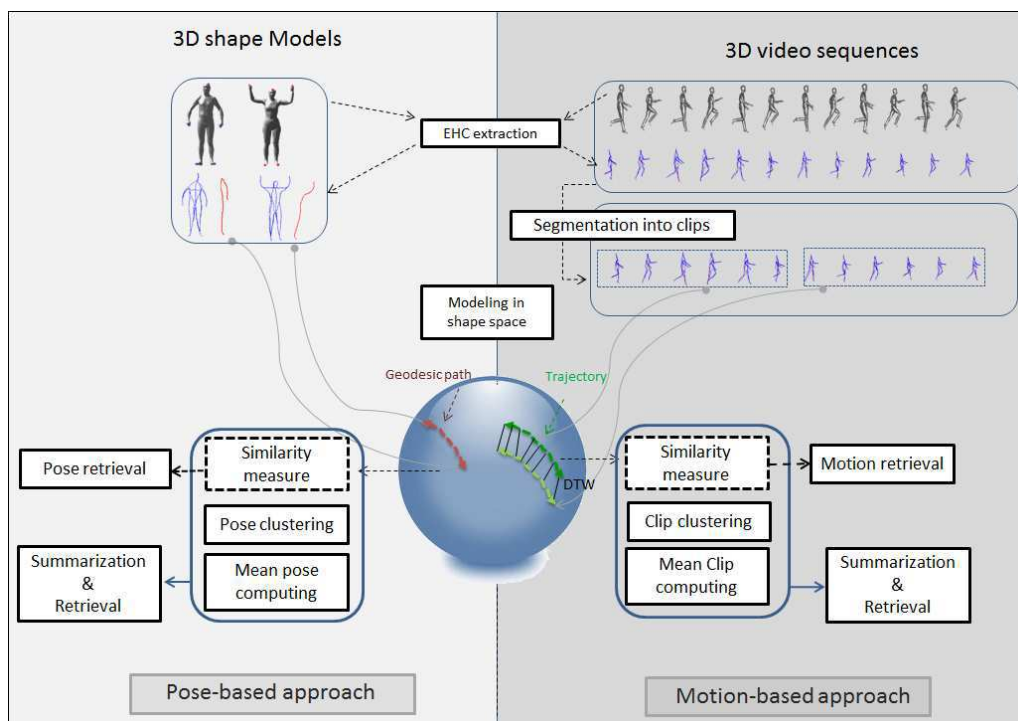 3D shape Models
3D video sequences
EHC extraction
Segmentation into clips
Modeling in
shape space
Geodesic path
Trajectory
DTW
Pose retrieval
Similarity
measure
Pose clustering
Mean pose
computing
Summarization
&
Retrieval
Similarity
measure
Motion retrieval
Clip clustering
Mean Clip
computing
Summarization
&
Retrieval
Pose-based approach
Motion-based approach